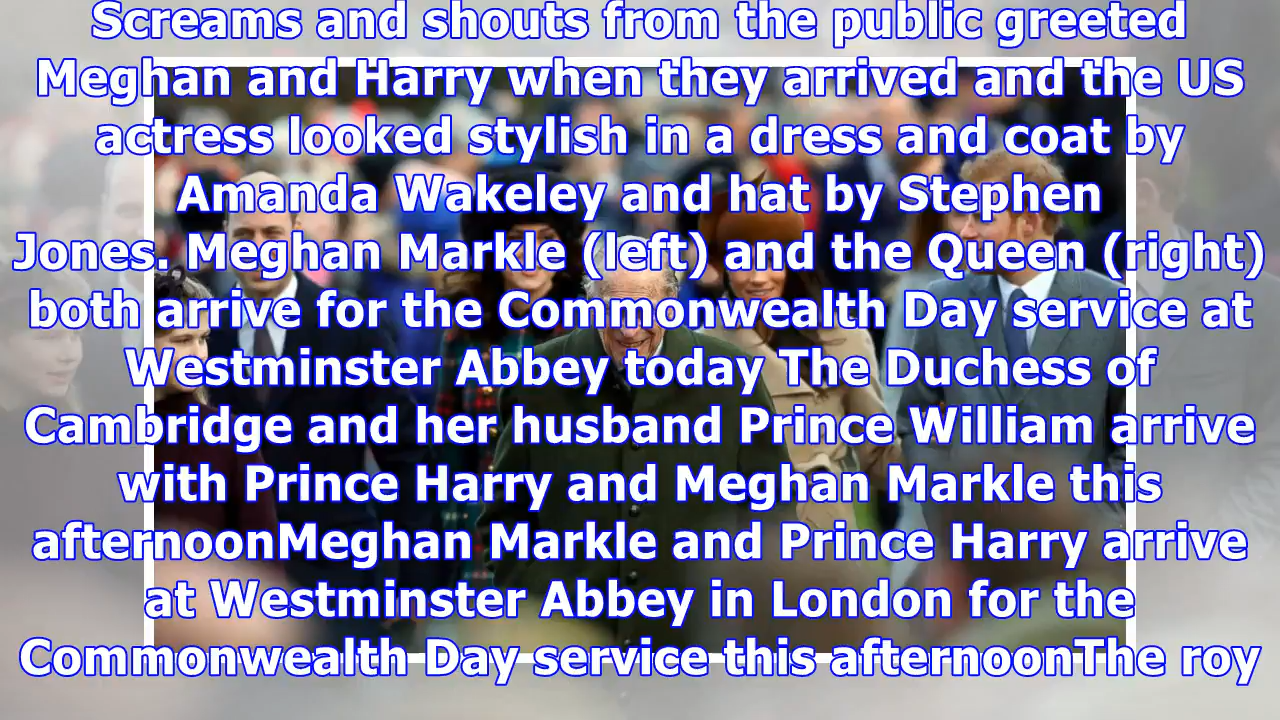 Screams and shouts from the public greeted
Meghan and Harry when they arrived and the US
actress looked stylish in a dress and coat by
Amanda Wakeley and hat by Stephen
Jones. Meghan Markle (left) and the Queen (right)
both arrive for the Commonwealth Day service at
Westminster Abbey today The Duchess of
Cambridge and her husband Prince William arrive
with Prince Harry and Meghan Markle this
afternoonMeghan Markle and Prince Harry arrive
at Westminster Abbey in London for the
Commonwealth Day service this afternoonThe roy